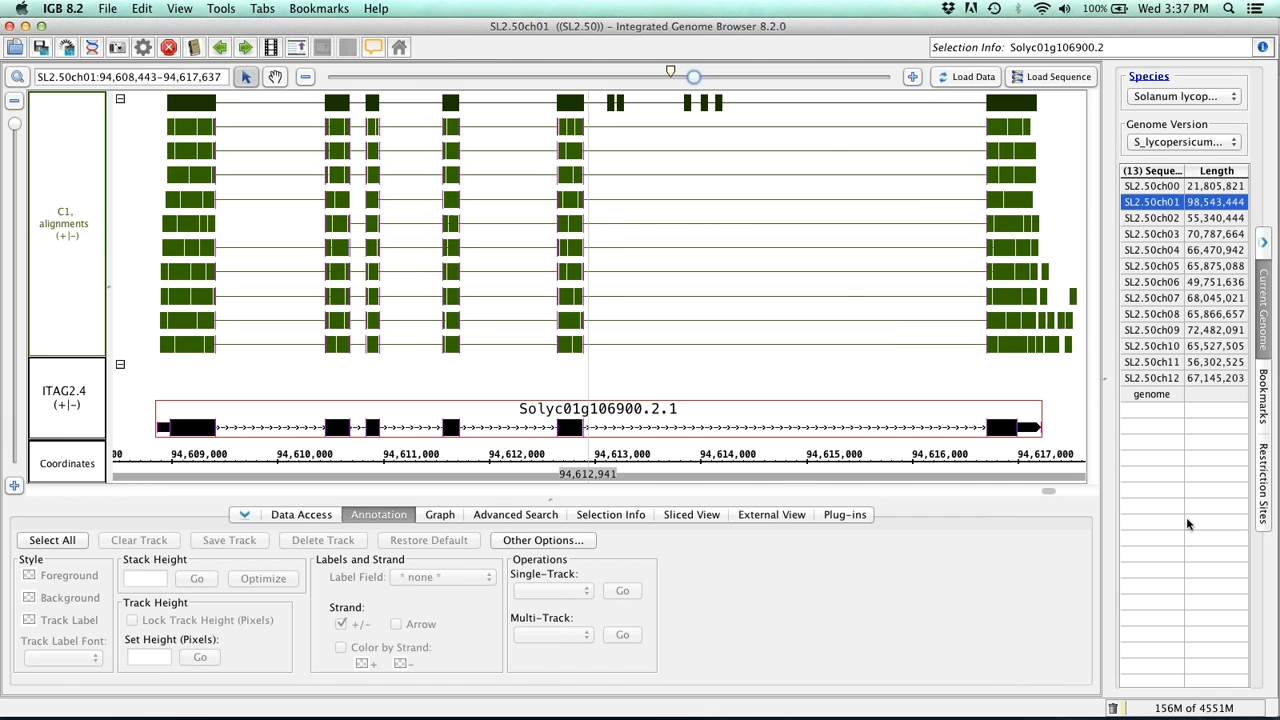 IGB 8.2 File Edit View Tools Tabs Bookmarks Help 100% Wed 3:37 PM
SL2.50ch01 ((SL2.50)) - Integrated Genome Browser 8.2.0
Selection Info: Solyc01g106900.2
SL2.50ch01:94,608,443-94,617,637 Load Data Load Sequence
Species
Solanum lycop...
Genome Version
S_lycopersicum...
(13) Seque... Length
SL2.50ch00 21,805,821
SL2.50ch01 98,543,444
SL2.50ch02 55,340,444
SL2.50ch03 70,787,664
SL2.50ch04 66,470,942
SL2.50ch05 65,875,088
SL2.50ch06 49,751,636
SL2.50ch07 68,045,021
SL2.50ch08 65,866,657
SL2.50ch09 72,482,091
SL2.50ch10 65,527,505
SL2.50ch11 56,302,525
SL2.50ch12 67,145,203
genome
Current Genome
Bookmarks
Restriction Sites
C1,
alignments
(+|-)
ITAG2.4
(+|-)
Solyc01g106900.2.1
Coordinates
00 94,609,000 94,610,000 94,611,000 94,612,000 94,613,000 94,614,000 94,615,000 94,616,000 94,617,000
94,612,941
Data Access Annotation Graph Advanced Search Selection Info Sliced View External View Plug-ins
Select All Clear Track Save Track Delete Track Restore Default Other Options...
Style
Foreground
Background
Track Label
Track Label Font:
Stack Height
Go Optimize
Track Height
Lock Track Height (Pixels)
Set Height (Pixels):
Go
Labels and Strand
Label Field: * none *
Strand:
+/- Arrow
Color by Strand:
+ -
Operations
Single-Track:
Go
Multi-Track:
Go
156M of 4551M